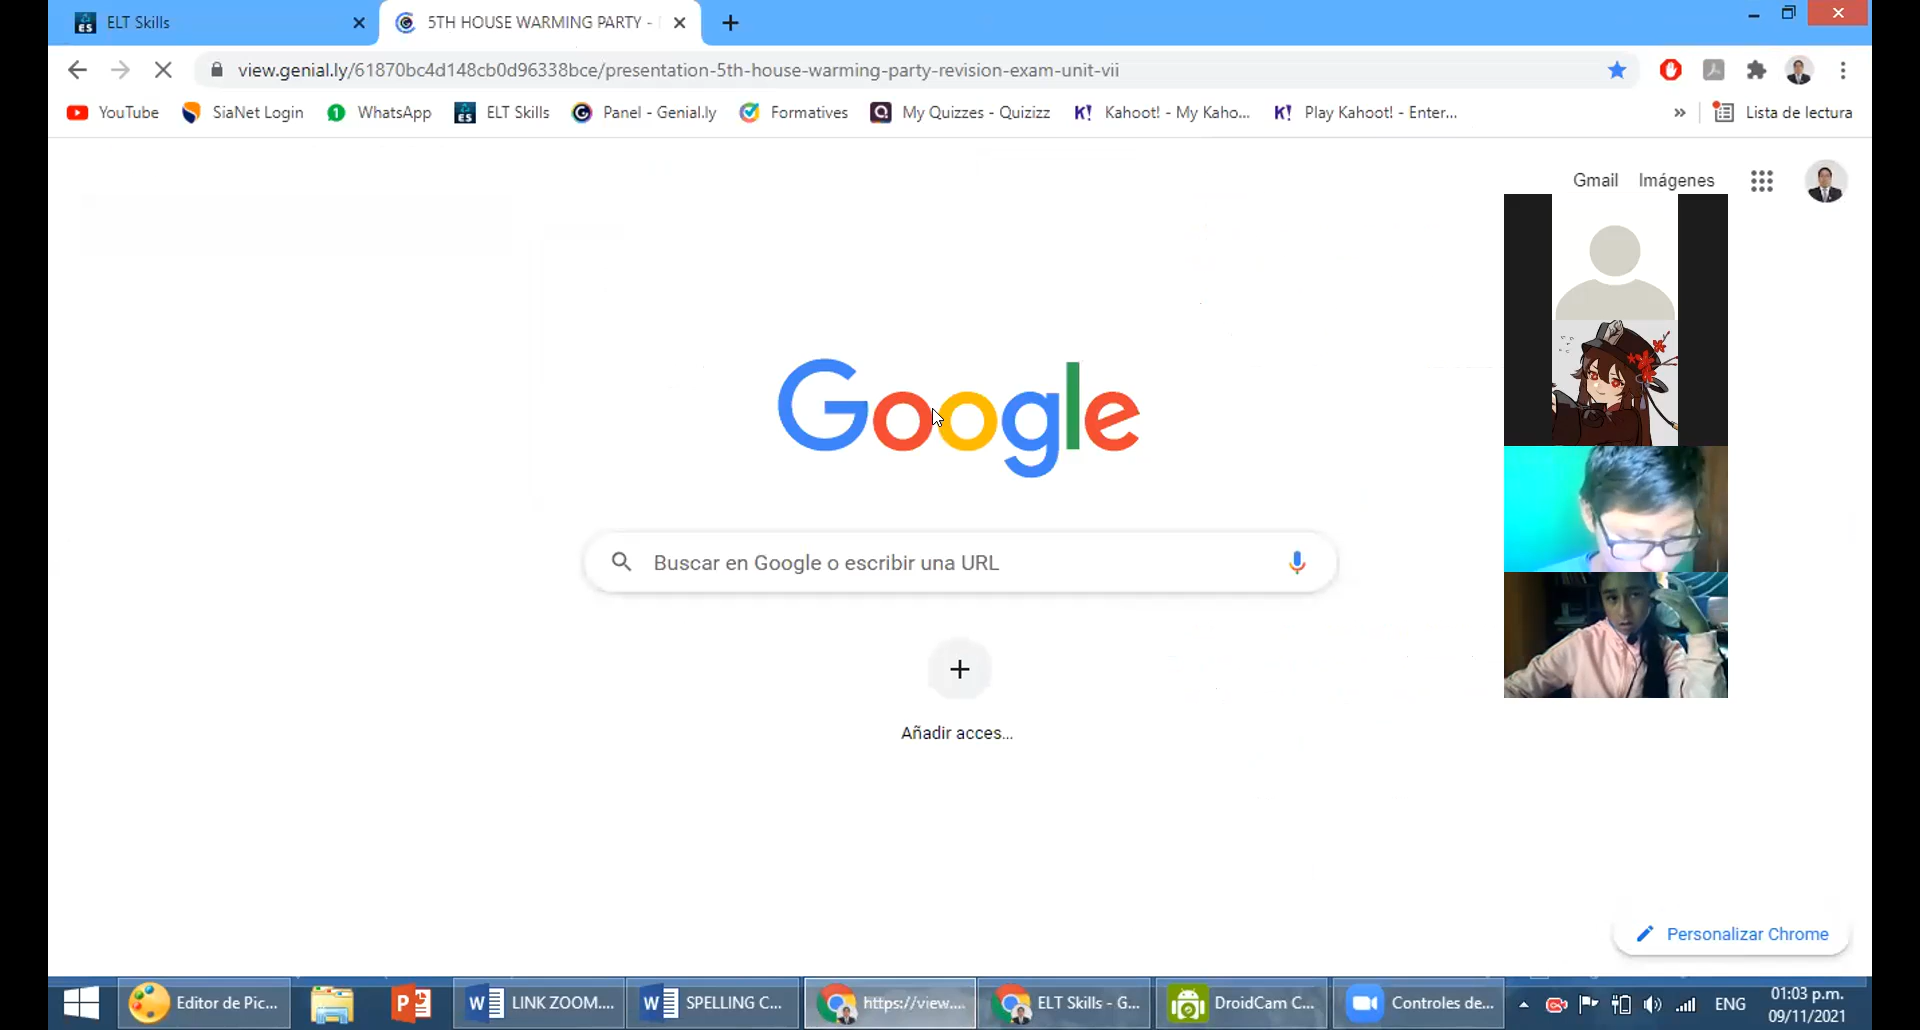 ELT Skills
5TH HOUSE WARMING PARTY -
view.genial.ly/61870bc4d148cb0d96338bce/presentation-5th-house-warming-party-revision-exam-unit-vii
YouTube SiaNet Login WhatsApp ELT Skills Panel - Genial.ly Formatives My Quizzes - Quizizz Kahoot! - My Kaho... Play Kahoot! - Enter... » Lista de lectura
Gmail Imágenes
Google
Buscar en Google o escribir una URL
Añadir acces...
Personalizar Chrome
Editor de Pic... LINK ZOOM.... SPELLING C... https://view.... ELT Skills - G... DroidCam C... Controles de... ENG
01:03 p.m.
09/11/2021